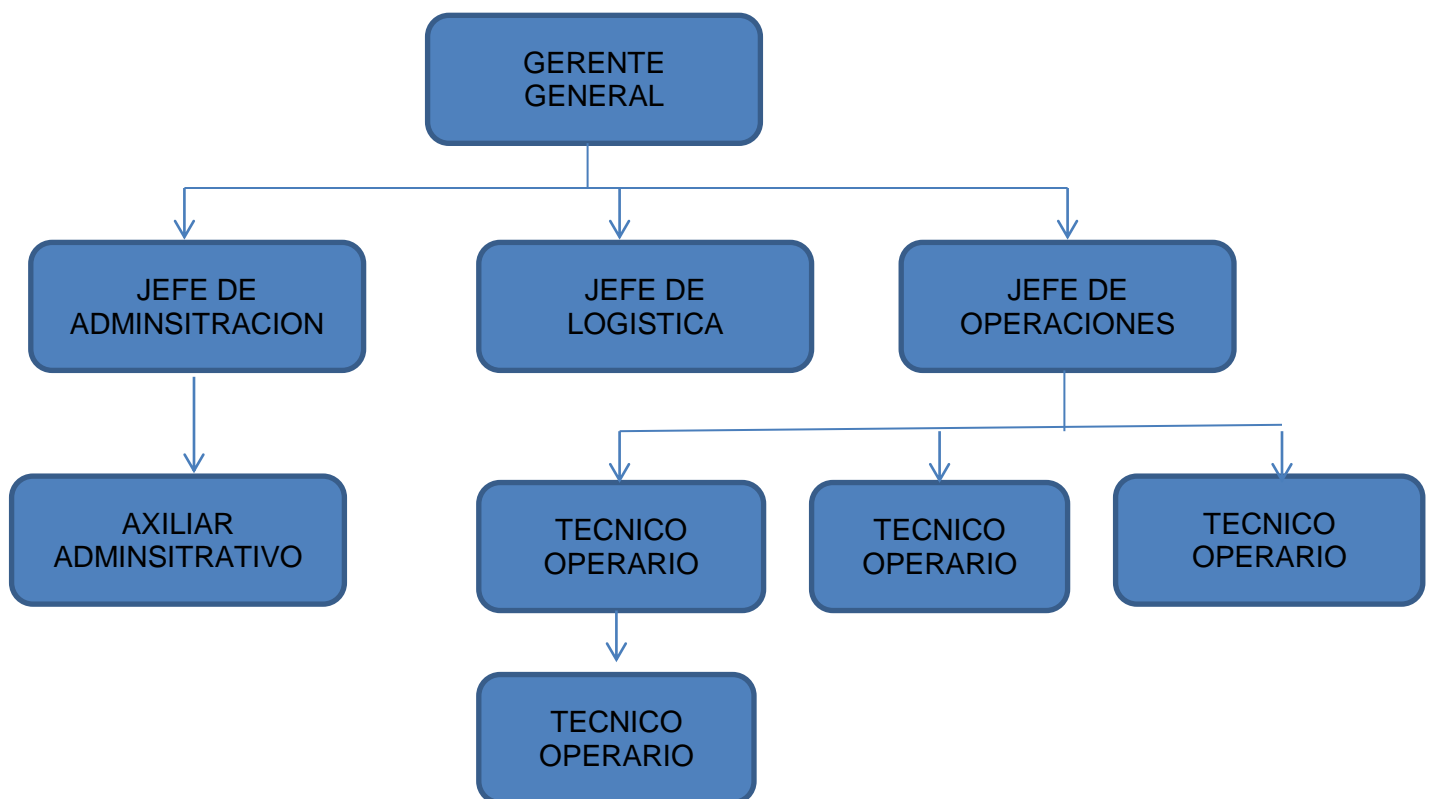 GERENTE
GENERAL
JEFE DE
ADMINSITRACION
JEFE DE
LOGISTICA
JEFE DE
OPERACIONES
AXILIAR
ADMINSITRATIVO
TECNICO
OPERARIO
TECNICO
OPERARIO
TECNICO
OPERARIO
TECNICO
OPERARIO